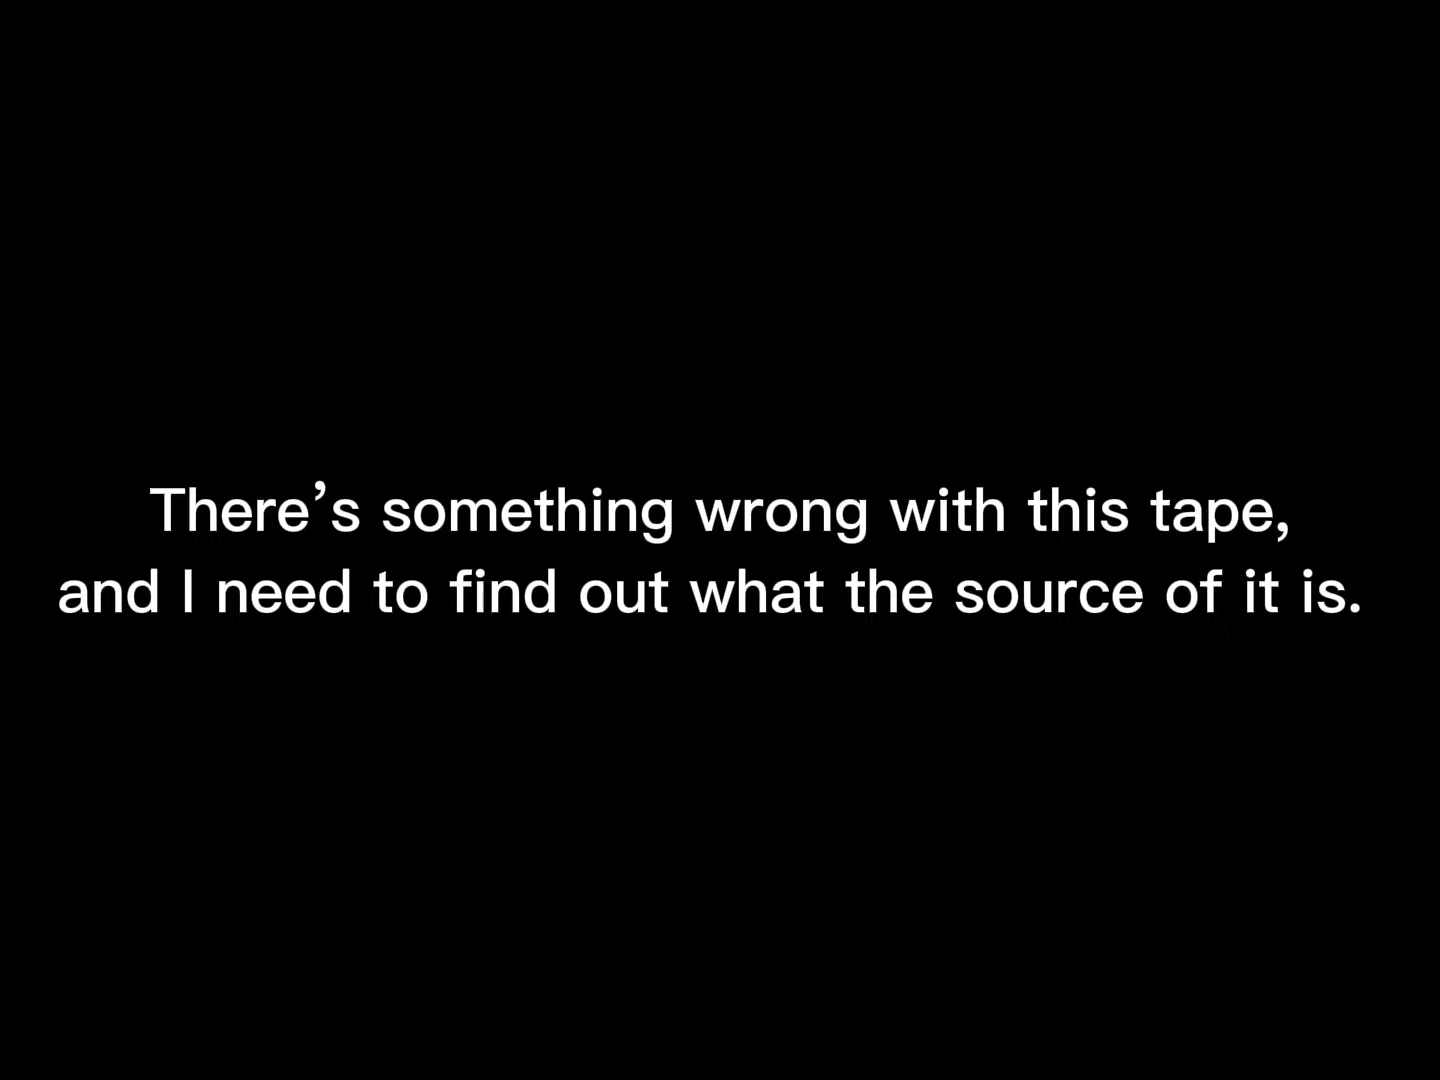 There’s something wrong with this tape,
and I need to find out what the source of it is.